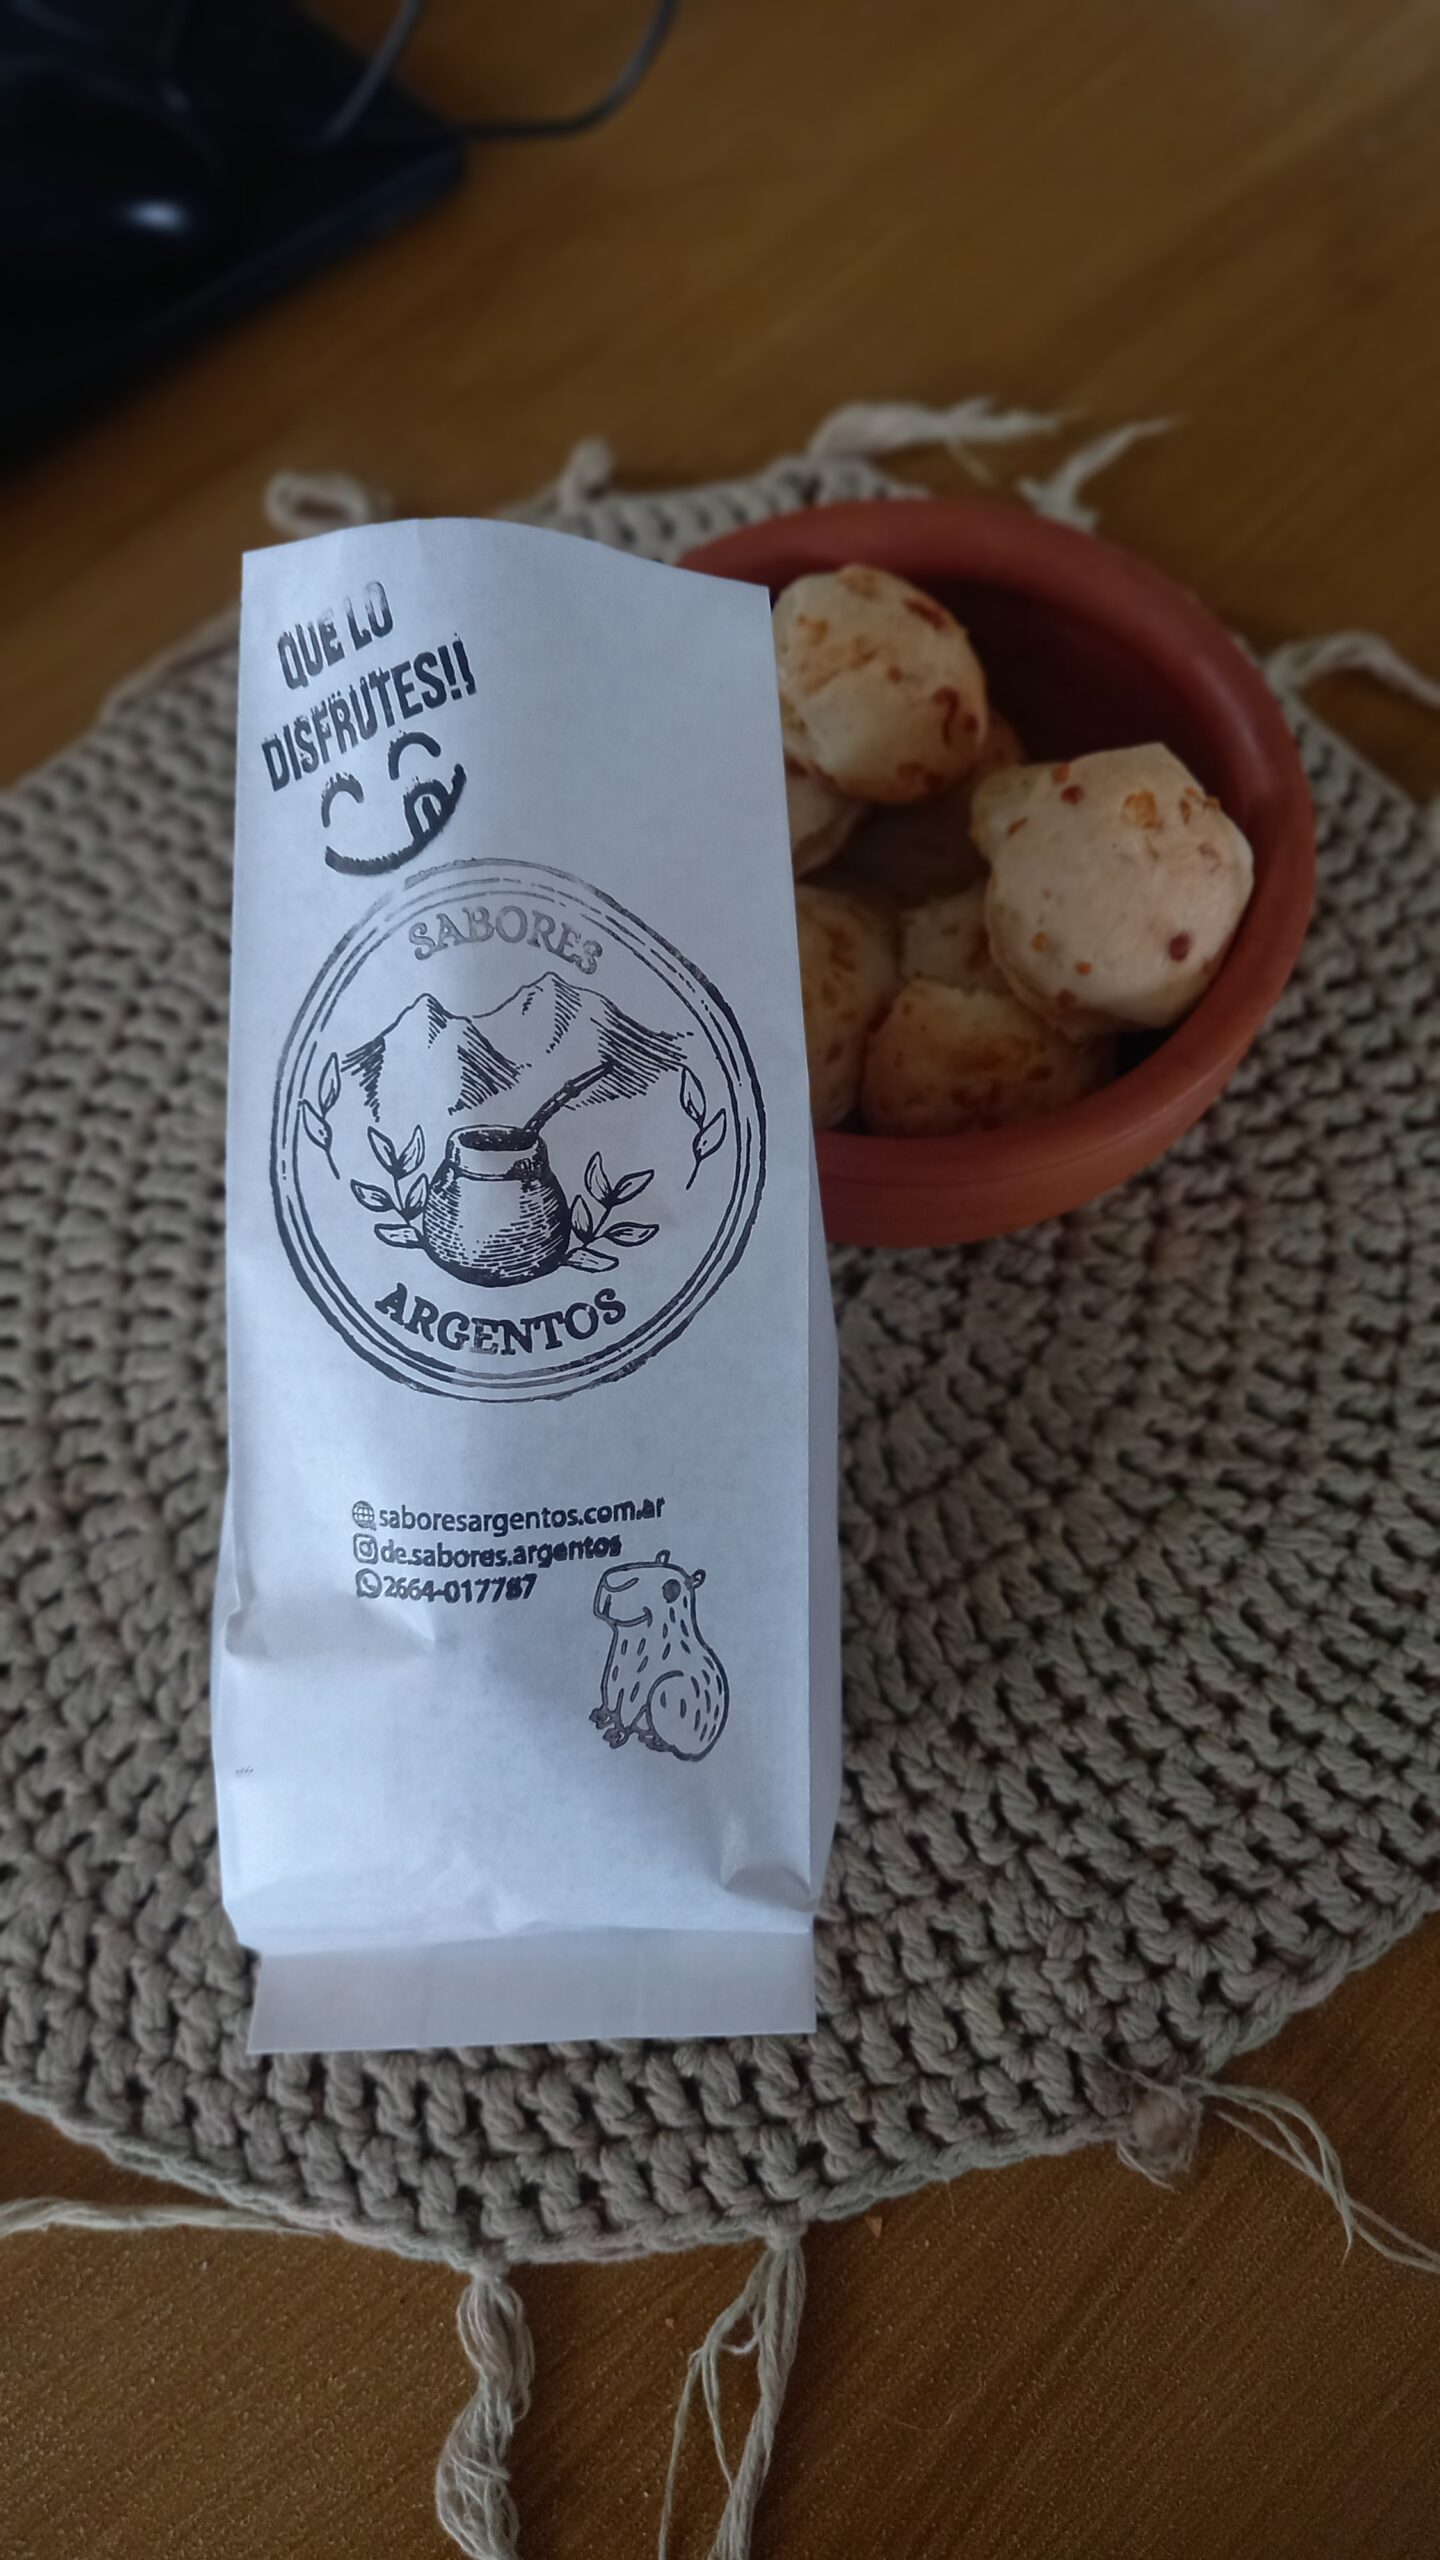 QUE LO
DISFRUTES!!
SABORES
ARGENTOS
saboresargentos.com.ar
de.sabores.argentos
2664-017787